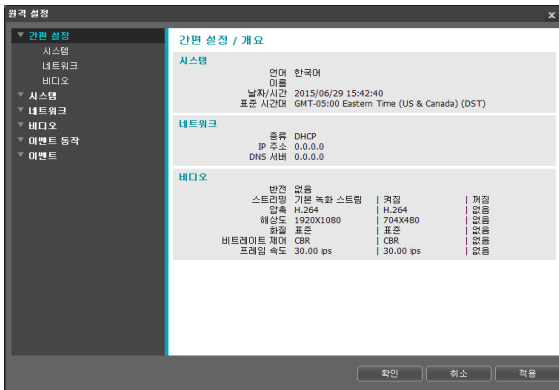 원격 설정
간편 설정
시스템
네트워크
비디오
시스템
네트워크
비디오
이벤트 동작
이벤트
간편 설정 / 개요
시스템
언어 한국어
이름
날짜/시간 2015/06/29 15:42:40
표준 시간대 GMT-05:00 Eastern Time (US & Canada) (DST)
네트워크
종류 DHCP
IP 주소 0.0.0.0
DNS 서버 0.0.0.0
비디오
반전 없음
스트리밍 기본 녹화 스트림 | 켜짐 | 꺼짐
압축 H.264 | H.264 | 없음
해상도 1920X1080 | 704X480 | 없음
화질 표준 | 표준 | 없음
비트레이트 제어 CBR | CBR | 없음
프레임 속도 30.00 ips | 30.00 ips | 없음
확인 취소 적용